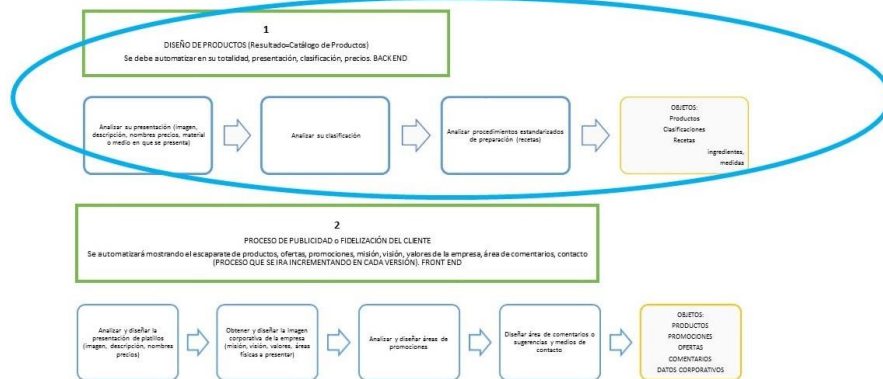 1
DISEÑO DE PRODUCTOS (Resultado=Catálogo de Productos)
Se debe automatizar en su totalidad, presentación, clasificación, precios. BACK END
Analizar su presentación (imagen,
descripción, nombres precios, material
o medio en que se presenta)
Analizar su clasificación
Analizar procedimientos estandarizados
de preparación (recetas)
OBJETOS:
Productos
Clasificaciones
Recetas
ingredientes,
medidas
2
PROCESO DE PUBLICIDAD o FIDELIZACIÓN DEL CLIENTE
Se automatizará mostrando el escaparate de productos, ofertas, promociones, misión, visión, valores de la empresa, área de comentarios, contacto
(PROCESO QUE SE IRA INCREMENTANDO EN CADA VERSIÓN). FRONT END
Analizar y diseñar la
presentación de platillos
(imagen, descripción, nombres
precios)
Obtener y diseñar la imagen
corporativa de la empresa
(misión, visión, valores, áreas
físicas a presentar)
Analizar y diseñar áreas de
promociones
Diseñar área de comentarios o
sugerencias y medios de
contacto
OBJETOS:
PRODUCTOS
PROMOCIONES
OFERTAS
COMENTARIOS
DATOS CORPORATIVOS